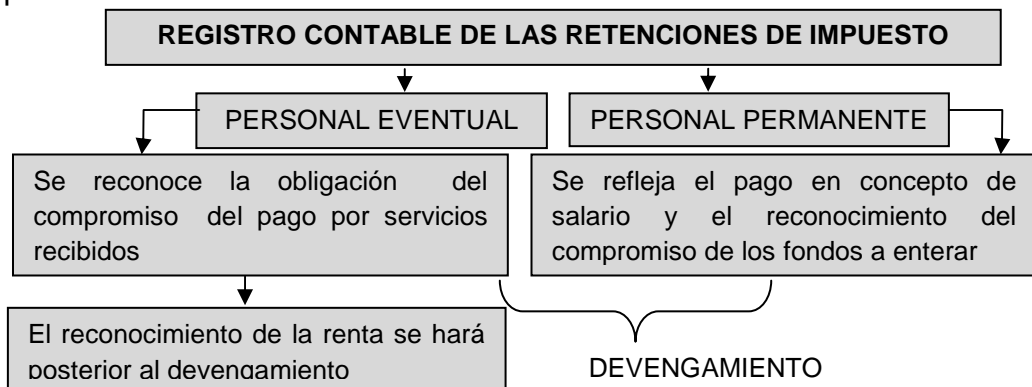 REGISTRO CONTABLE DE LAS RETENCIONES DE IMPUESTO
PERSONAL EVENTUAL
PERSONAL PERMANENTE
Se reconoce la obligación del
compromiso del pago por servicios
recibidos
Se refleja el pago en concepto de
salario y el reconocimiento del
compromiso de los fondos a enterar
El reconocimiento de la renta se hará
posterior al devengamiento
DEVENGAMIENTO